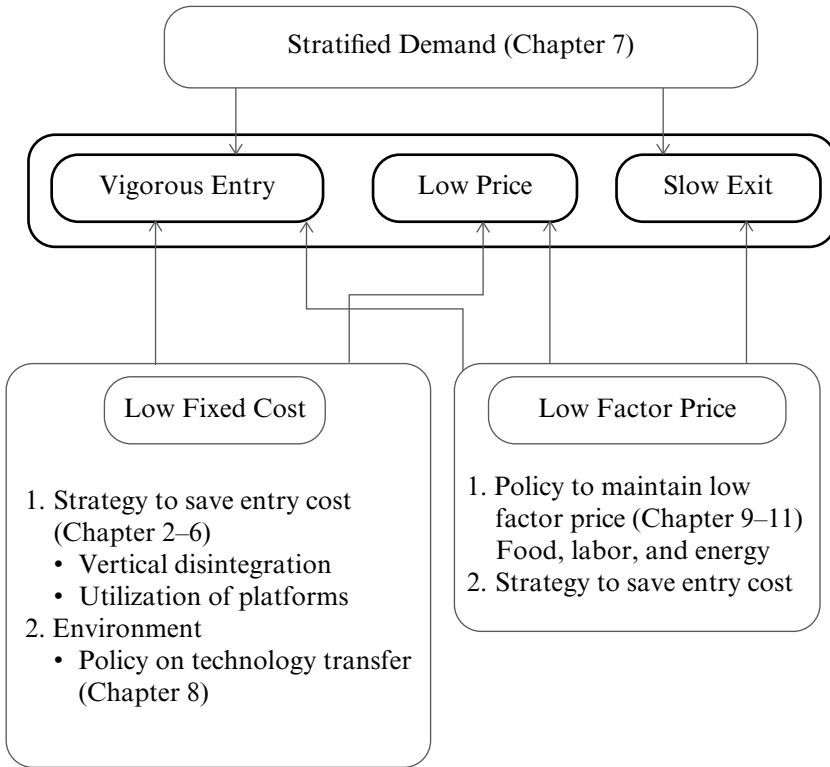 Stratified Demand (Chapter 7)
Vigorous Entry
Low Price
Slow Exit
Low Fixed Cost
1. Strategy to save entry cost
(Chapter 2–6)
• Vertical disintegration
• Utilization of platforms
2. Environment
• Policy on technology transfer
(Chapter 8)
Low Factor Price
1. Policy to maintain low
factor price (Chapter 9–11)
Food, labor, and energy
2. Strategy to save entry cost